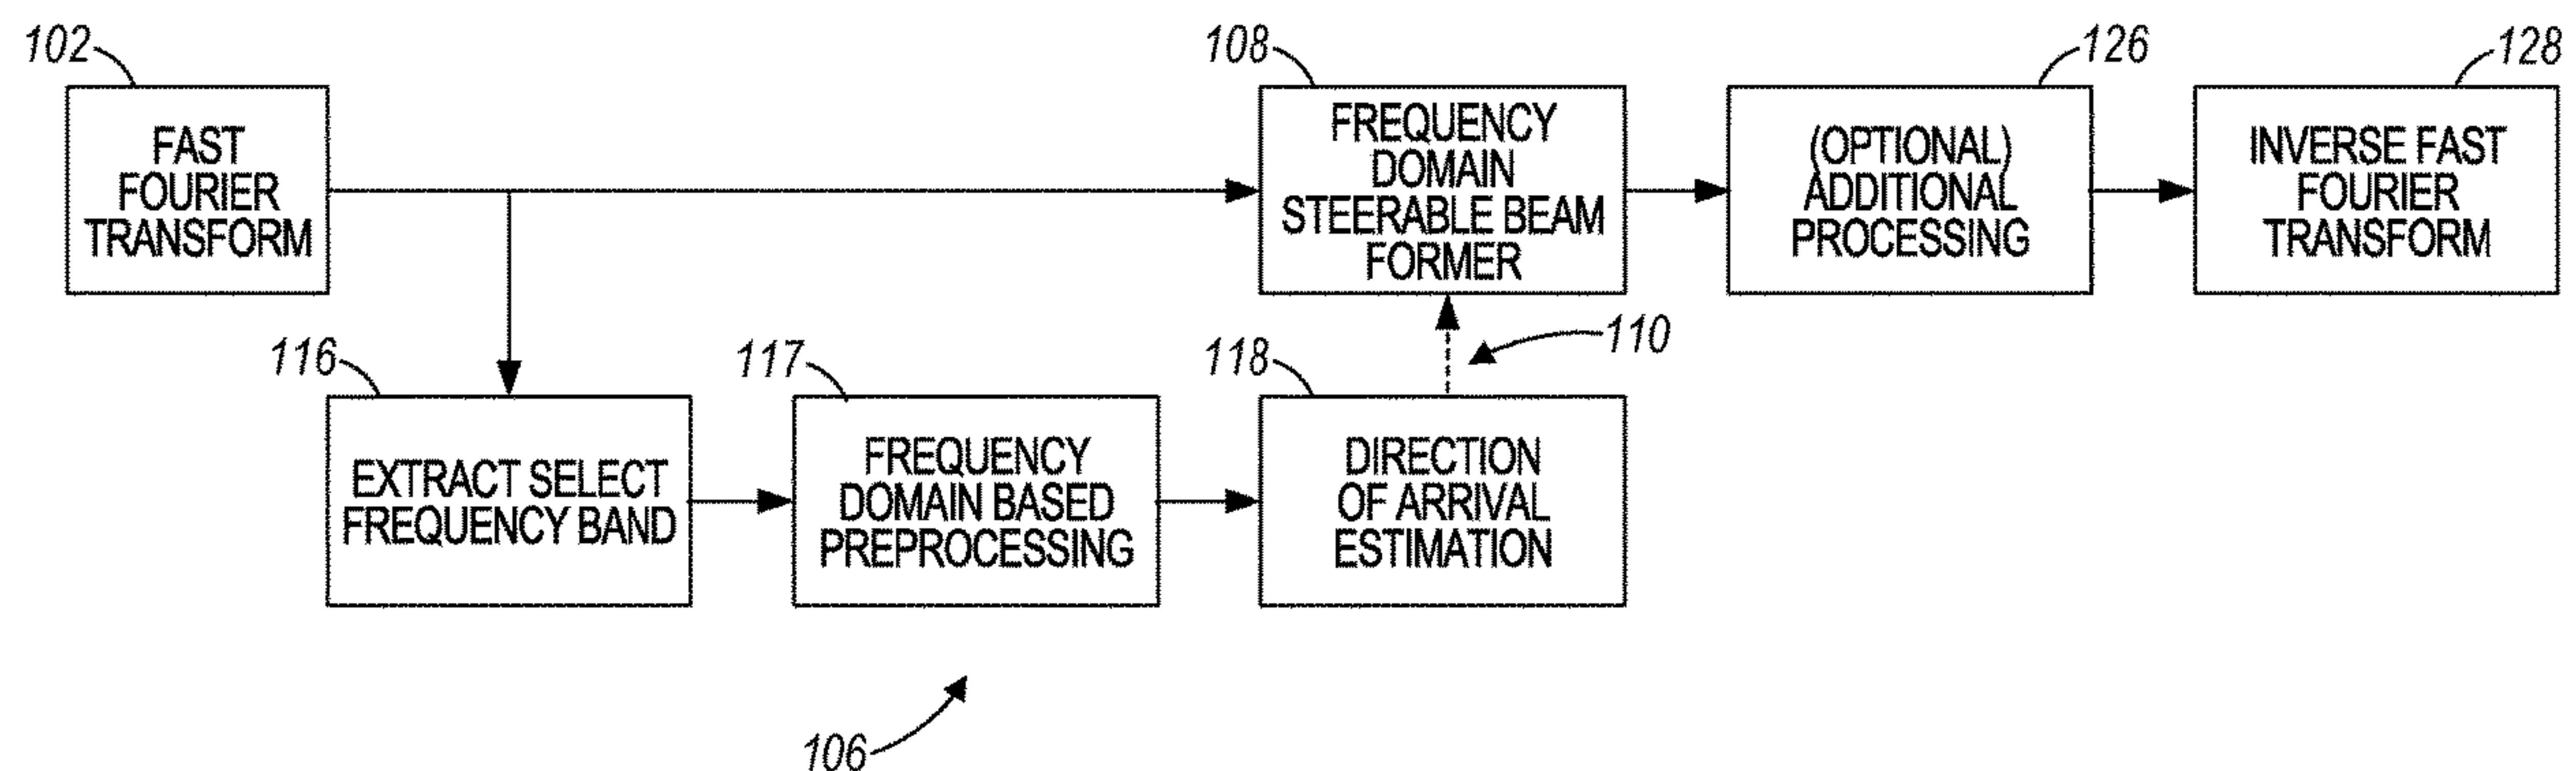 102
FAST
FOURIER
TRANSFORM
108
FREQUENCY
DOMAIN
STEERABLE BEAM
FORMER
126
(OPTIONAL)
ADDITIONAL
PROCESSING
128
INVERSE FAST
FOURIER
TRANSFORM
116
EXTRACT SELECT
FREQUENCY BAND
117
FREQUENCY
DOMAIN BASED
PREPROCESSING
118
DIRECTION
OF ARRIVAL
ESTIMATION
110
106